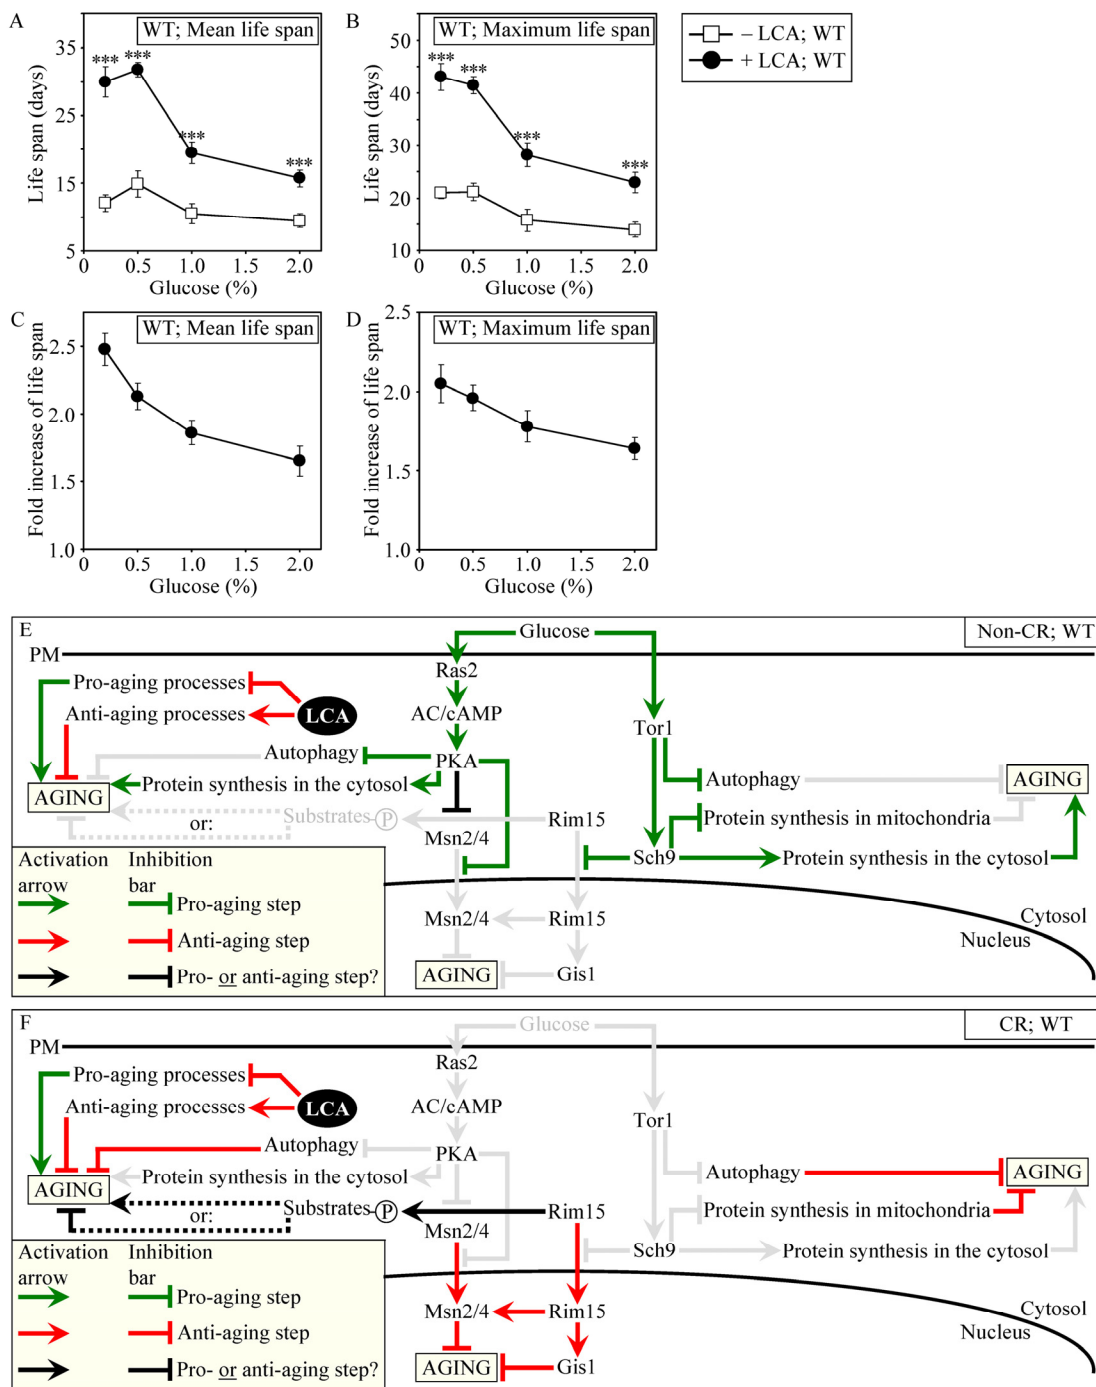 A
WT; Mean life span
Life span (days)
35
25
15
5
***
***
***
***
0
0.5
1.0
2.0
Glucose (%)
B
WT; Maximum life span
Life span (days)
50
40
30
20
10
***
***
***
***
0
0.5
1.0
2.0
Glucose (%)
– LCA; WT
+ LCA; WT
C
WT; Mean life span
Fold increase of life span
2.5
2.0
1.5
1.0
0
0.5
1.0
2.0
Glucose (%)
D
WT; Maximum life span
Fold increase of life span
2.5
2.0
1.5
1.0
0
0.5
1.0
2.0
Glucose (%)
E
Non-CR; WT
Glucose
PM
Ras2
Pro-aging processes
LCA
Anti-aging processes
AC/cAMP
Tor1
Autophagy
PKA
Protein synthesis in the cytosol
Autophagy
AGING
AGING
or:
Substrates
P
Rim15
Protein synthesis in mitochondria
Msn2/4
Sch9
Protein synthesis in the cytosol
Activation arrow
Inhibition bar
Pro-aging step
Anti-aging step
Pro- or anti-aging step?
Msn2/4
Rim15
Cytosol
Nucleus
AGING
Gis1
F
CR; WT
Glucose
PM
Ras2
Pro-aging processes
LCA
Anti-aging processes
AC/cAMP
Tor1
Autophagy
PKA
Protein synthesis in the cytosol
Autophagy
AGING
AGING
or:
Substrates
P
Rim15
Protein synthesis in mitochondria
Msn2/4
Sch9
Protein synthesis in the cytosol
Activation arrow
Inhibition bar
Pro-aging step
Anti-aging step
Pro- or anti-aging step?
Msn2/4
Rim15
Cytosol
Nucleus
AGING
Gis1